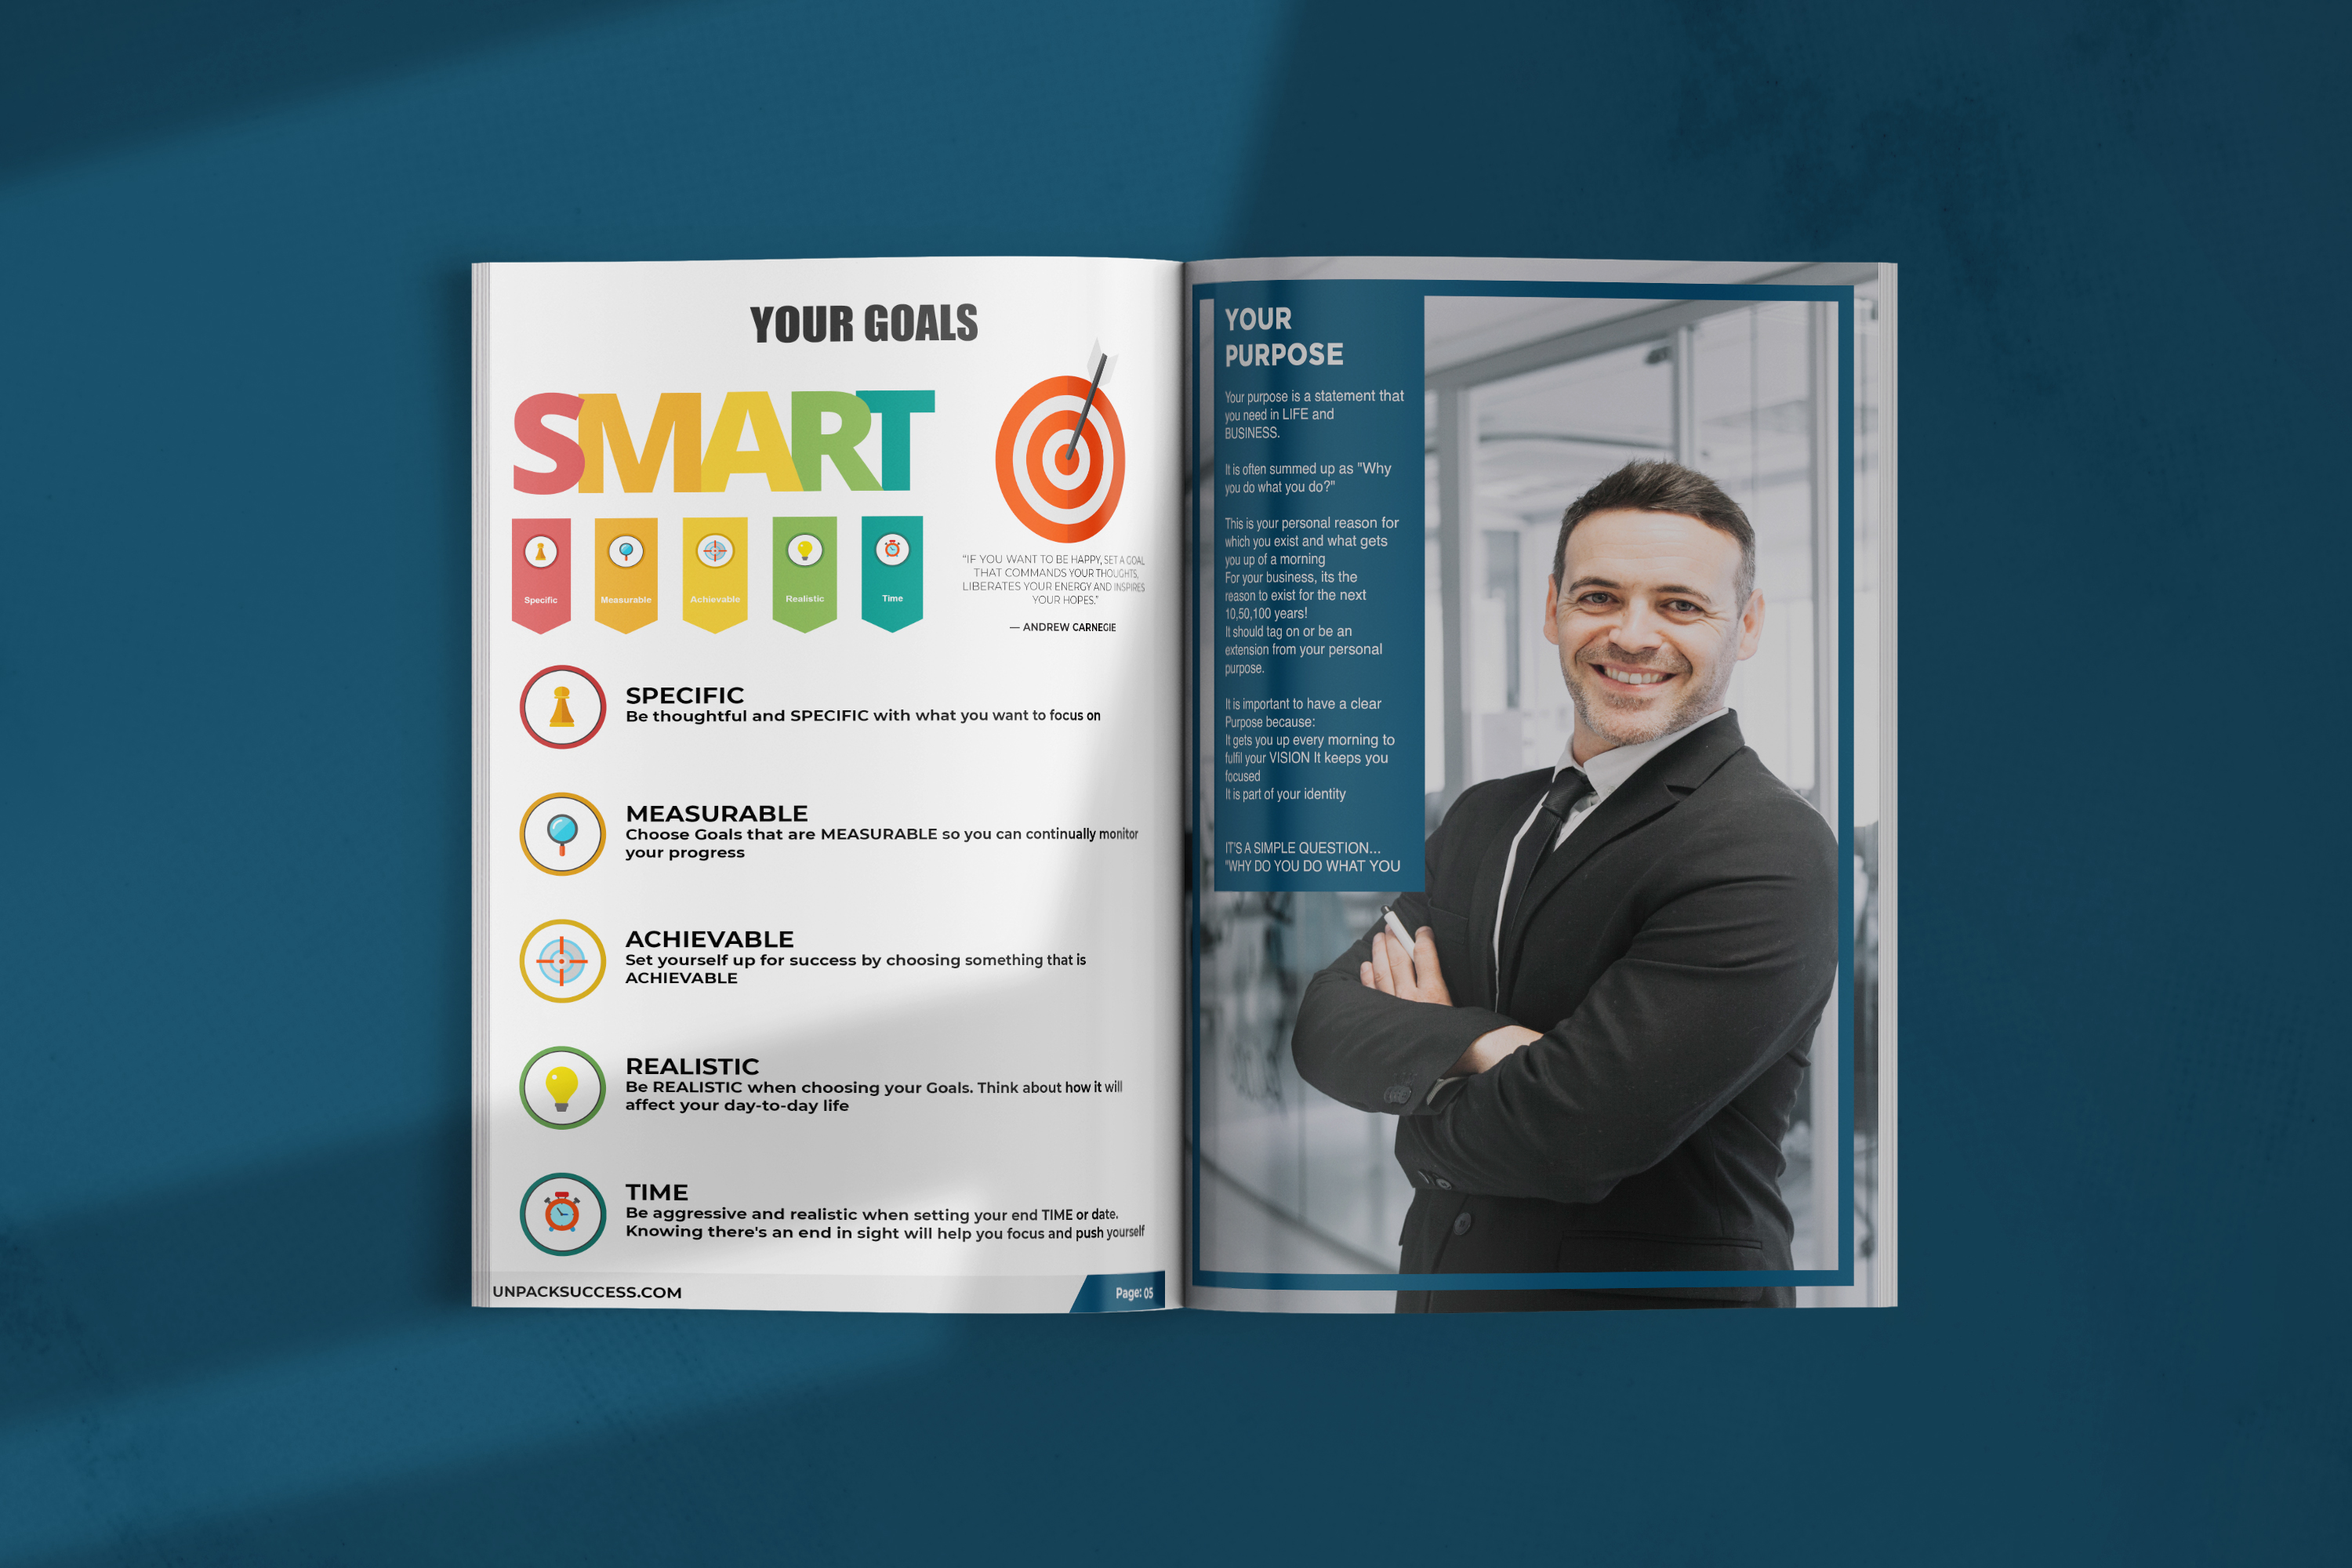 YOUR GOALS
SMART
Specific
Measurable
Achievable
Realistic
Time
"IF YOU WANT TO BE HAPPY, SET A GOAL
THAT COMMANDS YOUR THOUGHTS,
LIBERATES YOUR ENERGY AND INSPIRES
YOUR HOPES."
— ANDREW CARNEGIE
SPECIFIC
Be thoughtful and SPECIFIC with what you want to focus on
MEASURABLE
Choose Goals that are MEASURABLE so you can continually monitor
your progress
ACHIEVABLE
Set yourself up for success by choosing something that is
ACHIEVABLE
REALISTIC
Be REALISTIC when choosing your Goals. Think about how it will
affect your day-to-day life
TIME
Be aggressive and realistic when setting your end TIME or date.
Knowing there's an end in sight will help you focus and push yourself
UNPACKSUCCESS.COM
Page: 05
YOUR
PURPOSE
Your purpose is a statement that
you need in LIFE and
BUSINESS.
It is often summed up as "Why
you do what you do?"
This is your personal reason for
which you exist and what gets
you up of a morning
For your business, its the
reason to exist for the next
10,50,100 years!
It should tag on or be an
extension from your personal
purpose.
It is important to have a clear
Purpose because:
It gets you up every morning to
fulfil your VISION It keeps you
focused
It is part of your identity
IT'S A SIMPLE QUESTION...
"WHY DO YOU DO WHAT YOU